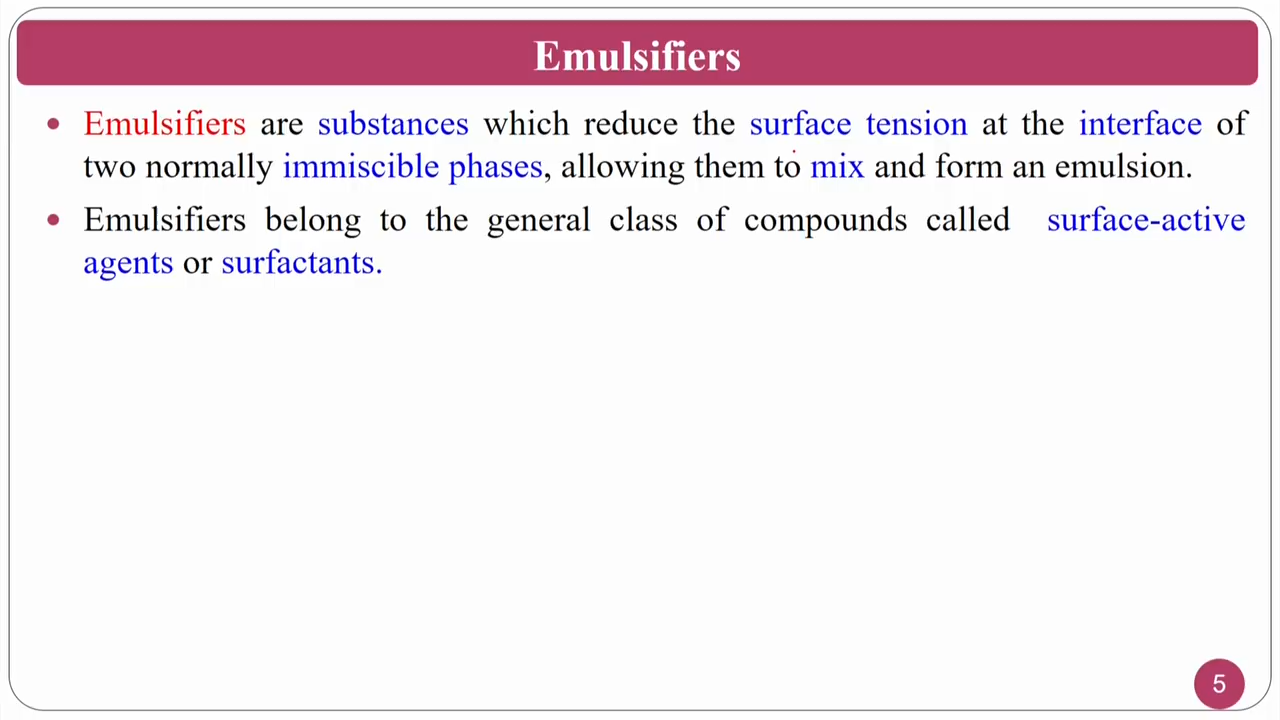 Emulsifiers
• Emulsifiers are substances which reduce the surface tension at the interface of
two normally immiscible phases, allowing them to mix and form an emulsion.
• Emulsifiers belong to the general class of compounds called surface-active
agents or surfactants.
5